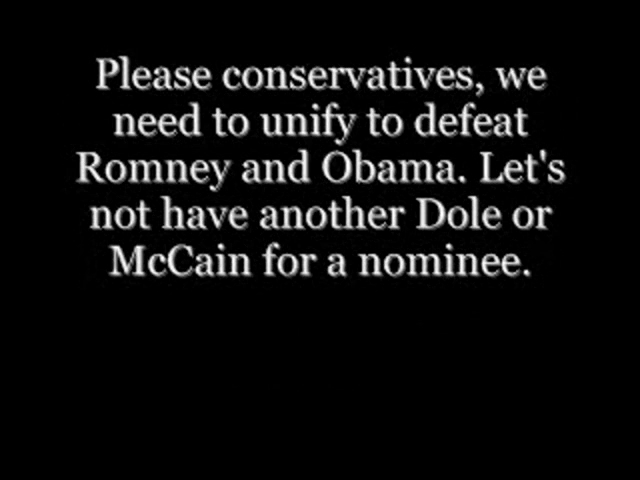 Please conservatives, we
need to unify to defeat
Romney and Obama. Let's
not have another Dole or
McCain for a nominee.